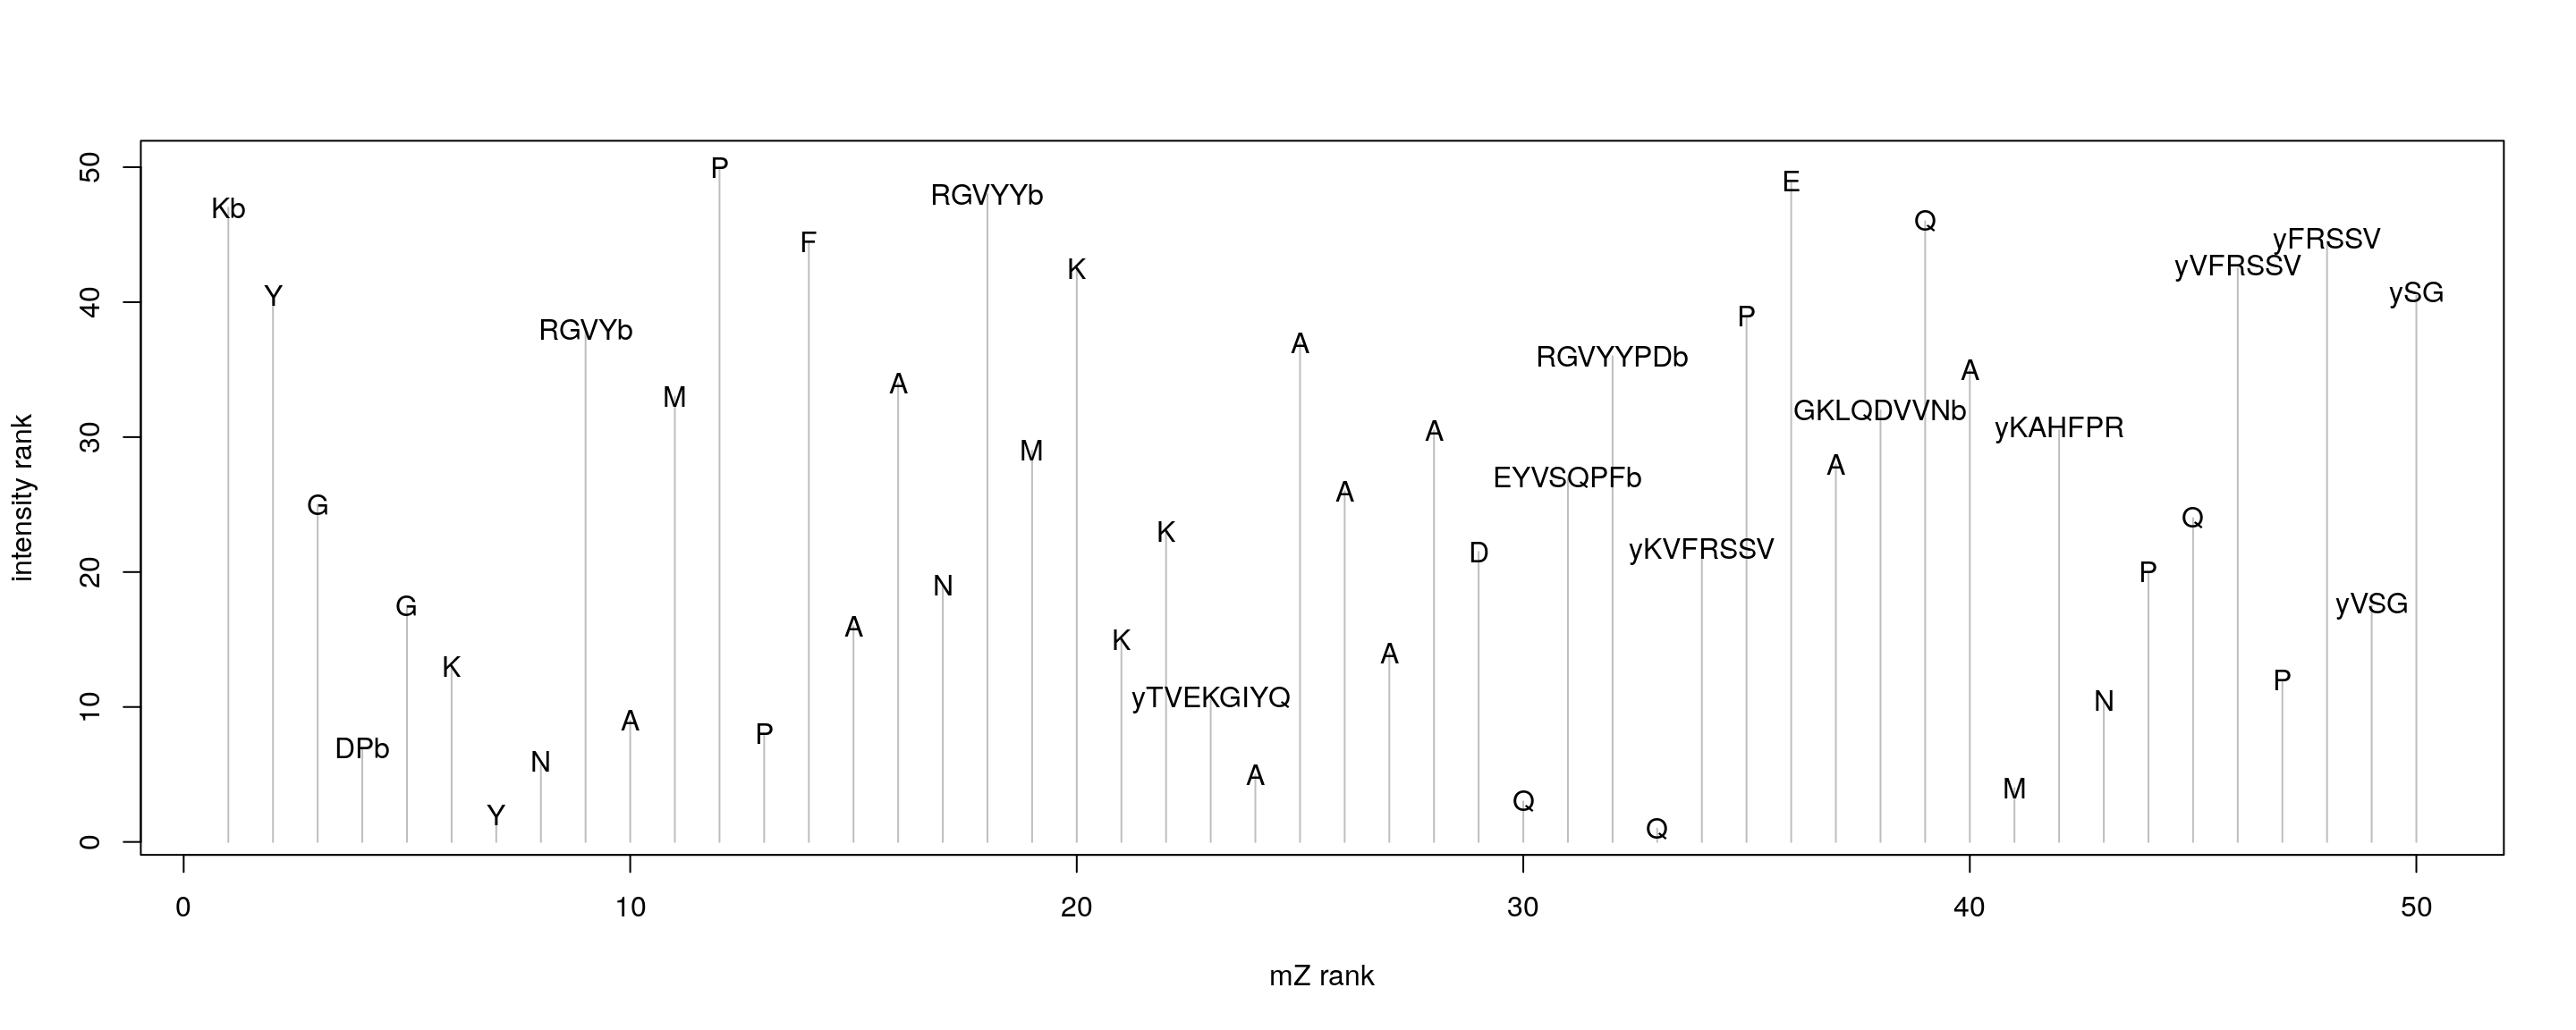 50
40
30
20
10
0
intensity rank
Kb
Y
G
DPb
G
K
Y
N
RGVYb
A
M
P
P
F
A
A
N
RGVYYb
M
K
K
K
yTVEKGIYQ
A
A
A
A
A
D
Q
EYVSQPFb
RGVYYPDb
Q
yKVFRSSV
P
E
A
GKLQDVVNb
Q
A
M
yKAHFPR
N
P
Q
yVFRSSV
P
yFRSSV
yVSG
ySG
0 10 20 30 40 50
mZ rank